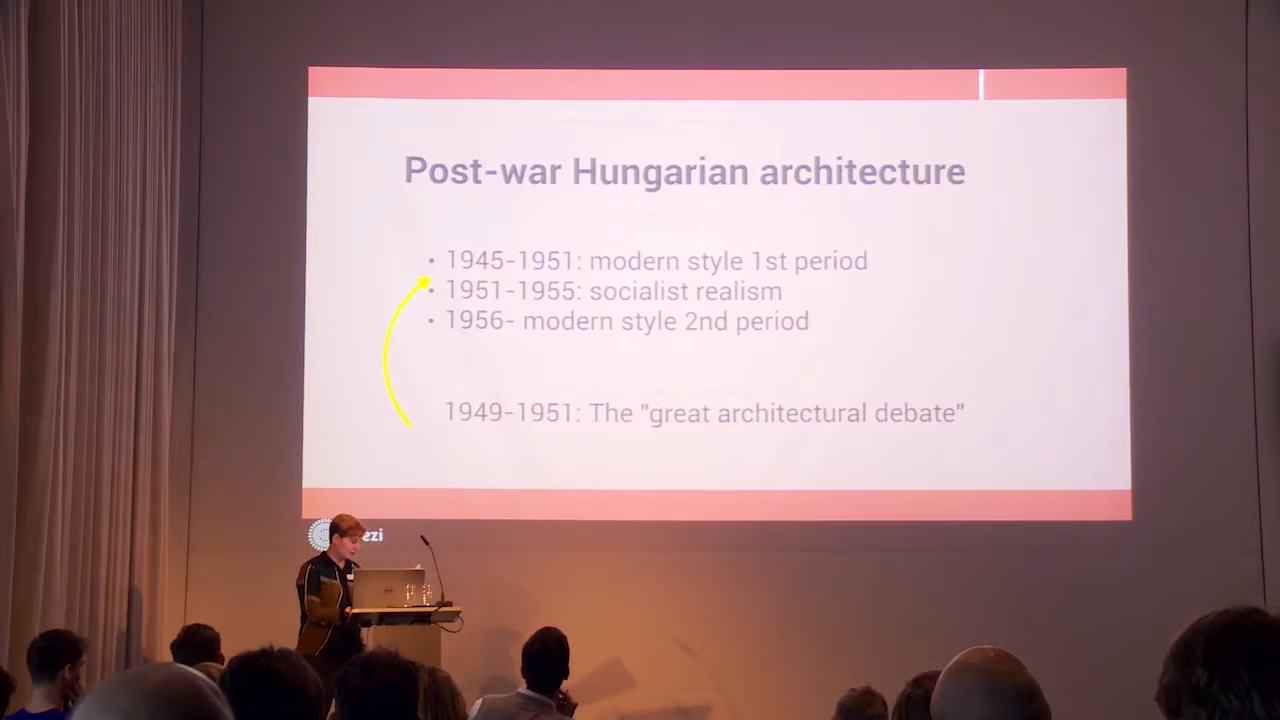 Post-war Hungarian architecture
• 1945-1951: modern style 1st period
• 1951-1955: socialist realism
• 1956- modern style 2nd period
1949-1951: The "great architectural debate"